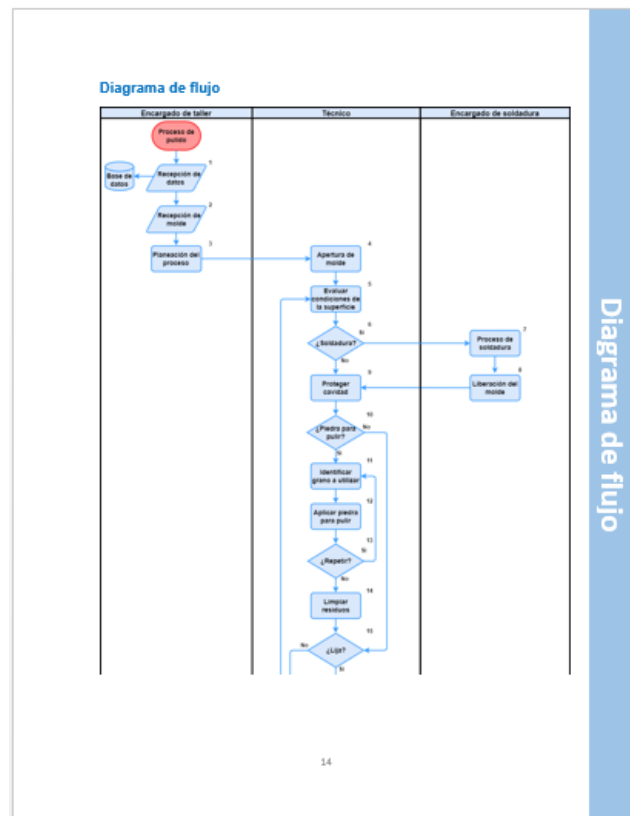 Diagrama de flujo
Encargado de taller
Técnico
Encargado de soldadura
Proceso de
pulido
1
Base de
datos
Recepción de
datos
2
Recepción de
molde
3
Planeación del
proceso
4
Apertura de
molde
5
Evaluar
condiciones de
la superficie
6
¿Soldadura?
Si
No
7
Proceso de
soldadura
8
Liberación del
molde
9
Proteger
cavidad
10
¿Piedra para
pulir?
No
Si
11
Identificar
grano a utilizar
12
Aplicar piedra
para pulir
13
¿Repetir?
Si
No
14
Limpiar
residuos
15
¿Lija?
No
Si
14
Diagrama de flujo